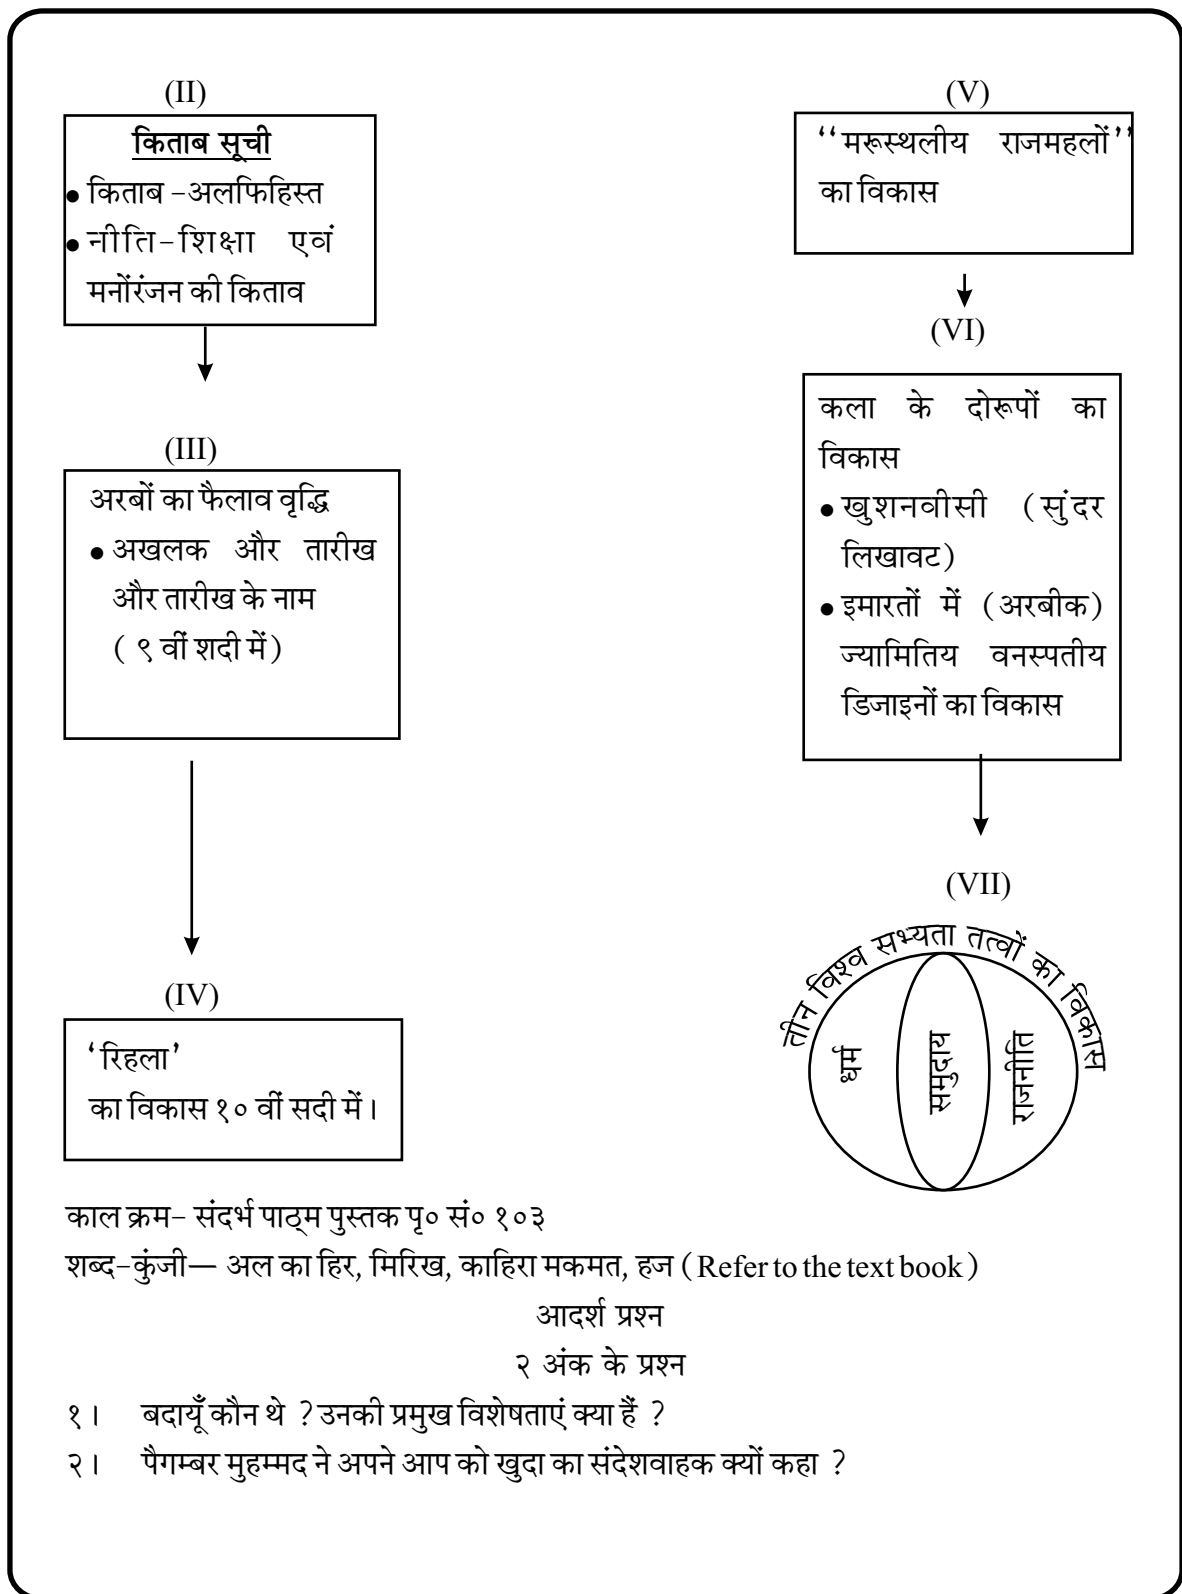 (II)
किताब सूची
• किताब -अलफिहिस्त
• नीति-शिक्षा एवं
मनोंरंजन की किताव
(III)
अरबों का फैलाव वृद्धि
• अखलक और तारीख
और तारीख के नाम
( ९ वीं शदी में)
(IV)
‘रिहला’
का विकास १० वीं सदी में।
(V)
‘‘मरूस्थलीय राजमहलों’’
का विकास
(VI)
कला के दोरूपों का
विकास
• खुशनवीसी (सुंदर
लिखावट)
• इमारतों में (अरबीक)
ज्यामितिय वनस्पतीय
डिजाइनों का विकास
(VII)
तीन विश्व सभ्यता तत्वों का विकास
धर्म
समुदाय
राजनीति
काल क्रम- संदर्भ पाठ्म पुस्तक पृ० सं० १०३
शब्द-कुंजी— अल का हिर, मिरिख, काहिरा मकमत, हज (Refer to the text book)
आदर्श प्रश्न
२ अंक के प्रश्न
१। बदायूँ कौन थे ? उनकी प्रमुख विशेषताएं क्या हैं ?
२। पैगम्बर मुहम्मद ने अपने आप को खुदा का संदेशवाहक क्यों कहा ?